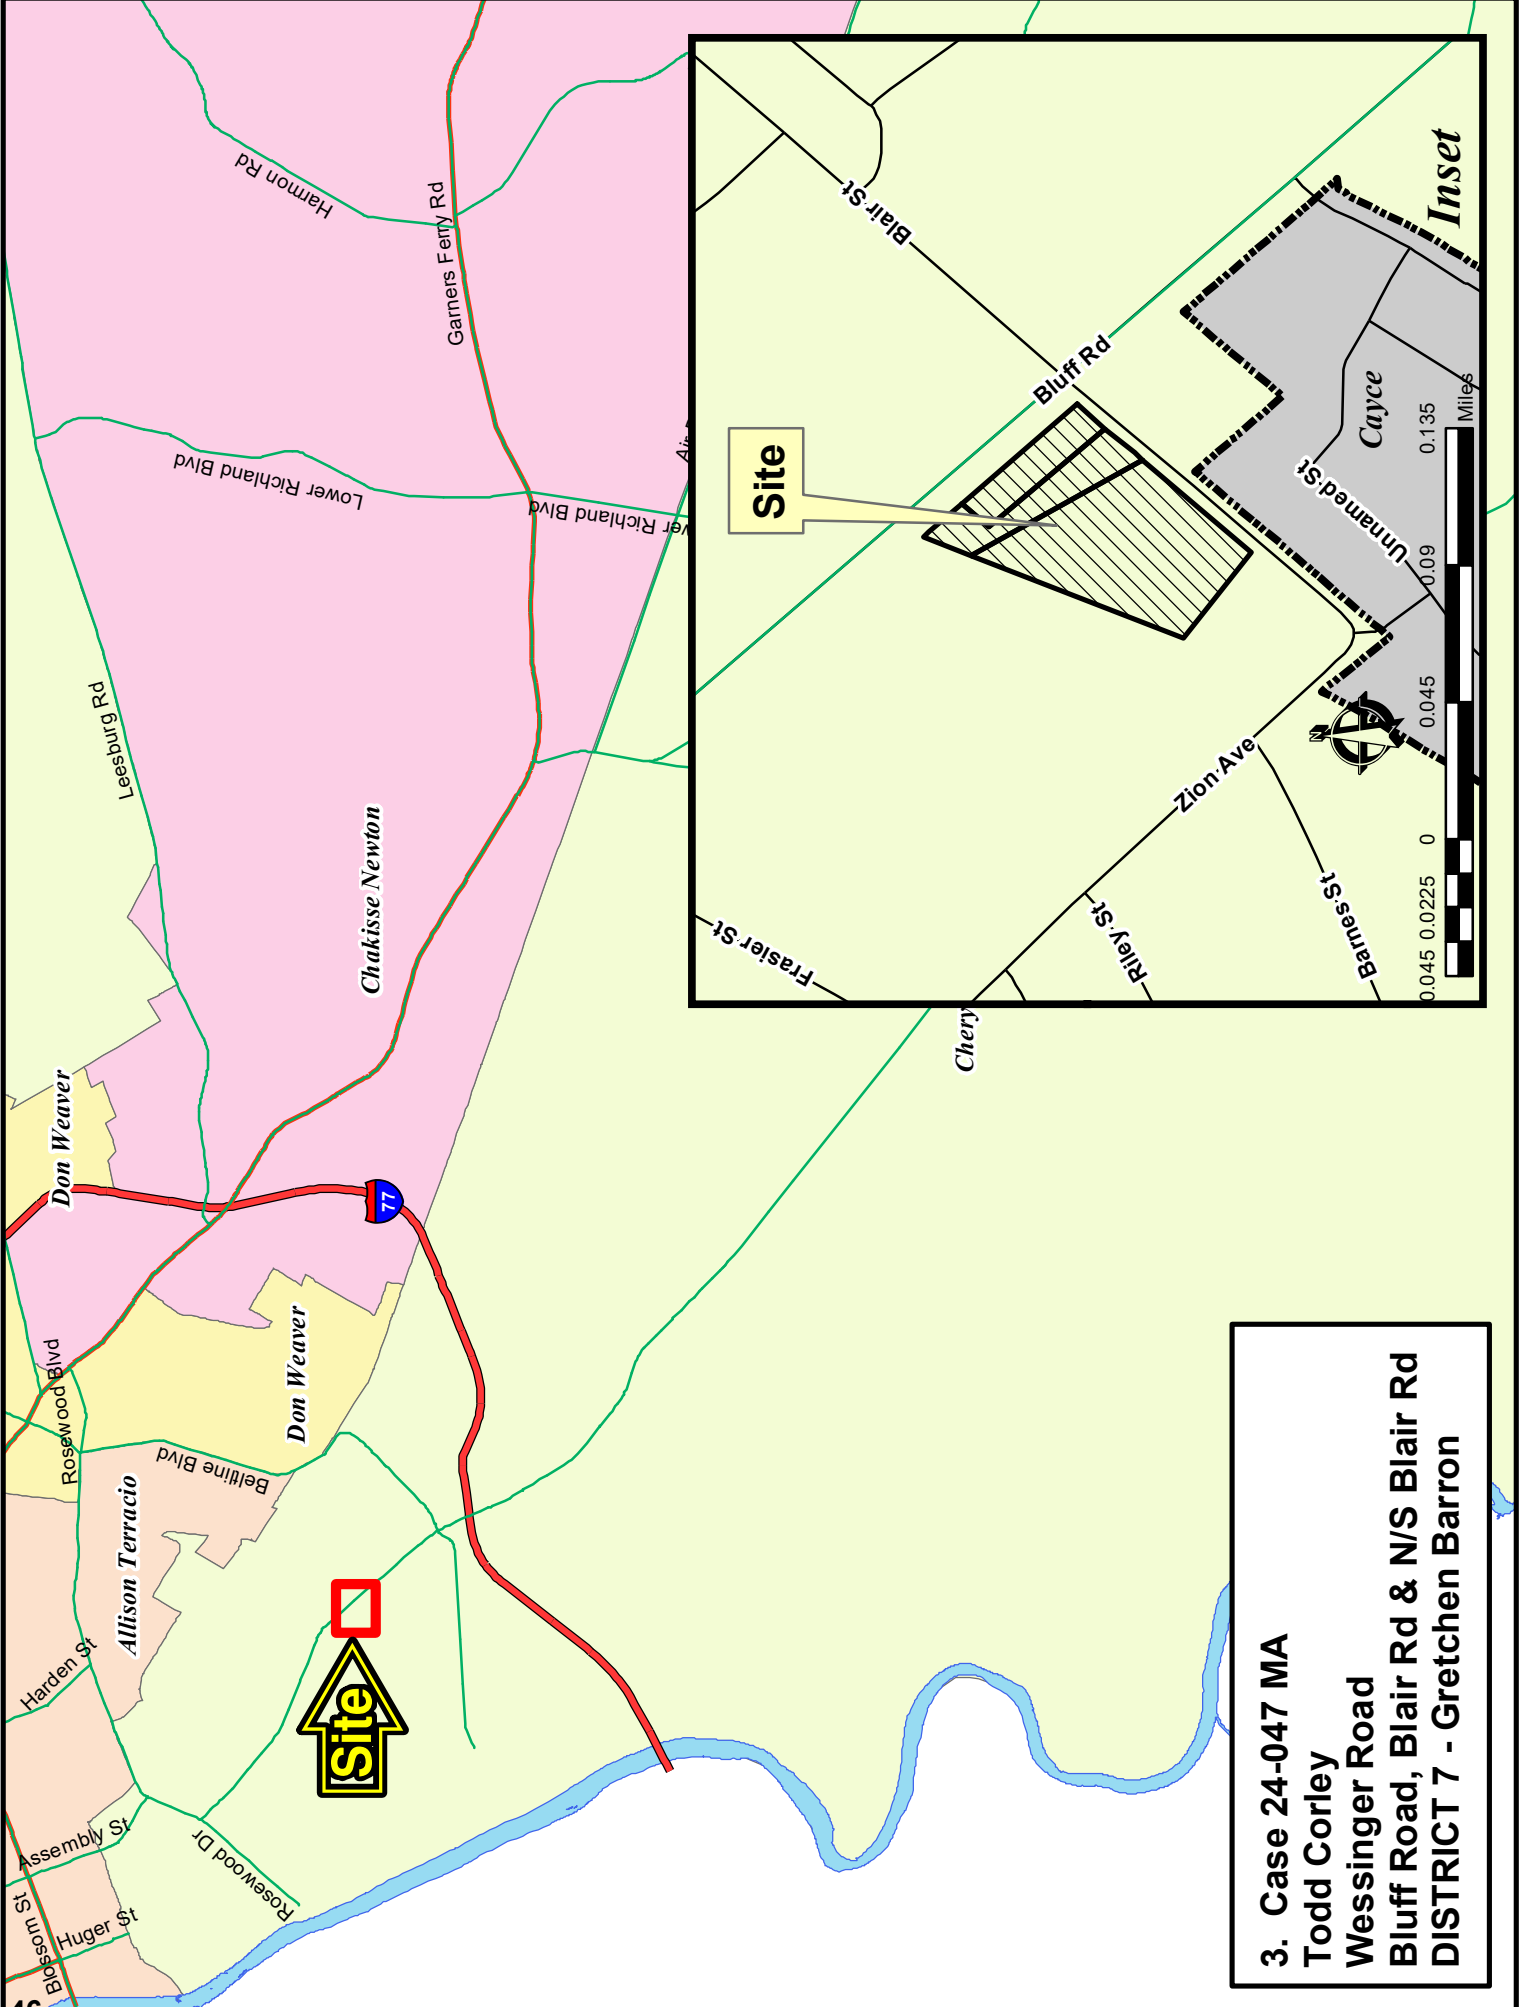 Blossom St
Huger St
Assembly St
Rosewood Dr
Harden St
Allison Terracio
Rosewood Blvd
Beltline Blvd
Don Weaver
Don Weaver
77
Leesburg Rd
Chakisse Newton
Lower Richland Blvd
Lower Richland Blvd
Garners Ferry Rd
Harmon Rd
Chery
Site
Site
Bluff Rd
Blair St
Zion Ave
Frasier St
Riley St
Barnes St
Unnamed St
Cayce
Inset
N
0.045 0.0225 0 0.045 0.09 0.135
Miles
3. Case 24-047 MA
Todd Corley
Wessinger Road
Bluff Road, Blair Rd & N/S Blair Rd
DISTRICT 7 - Gretchen Barron